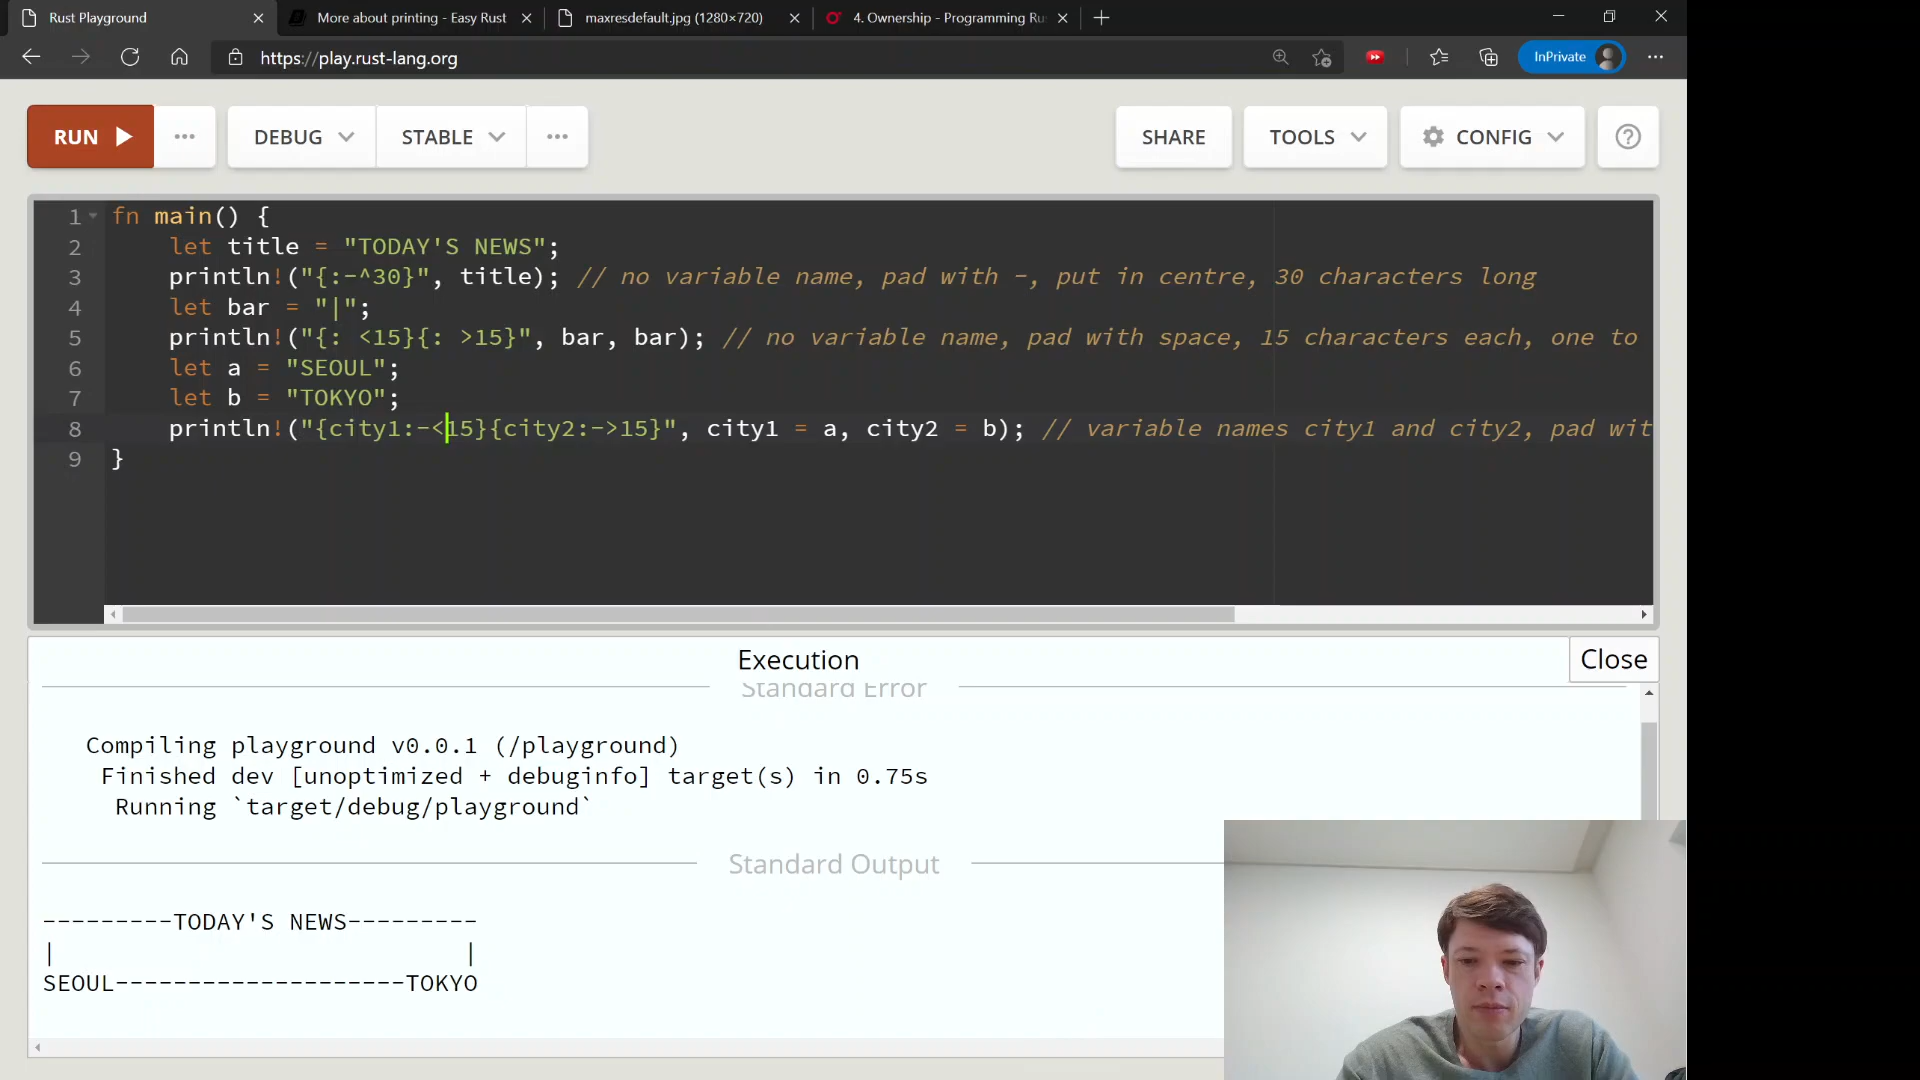 Rust Playground
More about printing - Easy Rust
maxresdefault.jpg (1280×720)
4. Ownership - Programming Ru
https://play.rust-lang.org
InPrivate
RUN
DEBUG
STABLE
SHARE
TOOLS
CONFIG
1 fn main() {
2     let title = "TODAY'S NEWS";
3     println!("{:-^30}", title); // no variable name, pad with -, put in centre, 30 characters long
4     let bar = "|";
5     println!("{: <15}{: >15}", bar, bar); // no variable name, pad with space, 15 characters each, one to
6     let a = "SEOUL";
7     let b = "TOKYO";
8     println!("{city1:-<15}{city2:->15}", city1 = a, city2 = b); // variable names city1 and city2, pad wit
9 }
Execution
Close
Standard Error
Compiling playground v0.0.1 (/playground)
Finished dev [unoptimized + debuginfo] target(s) in 0.75s
Running `target/debug/playground`
Standard Output
---------TODAY'S NEWS---------
|                            |
SEOUL--------------------TOKYO